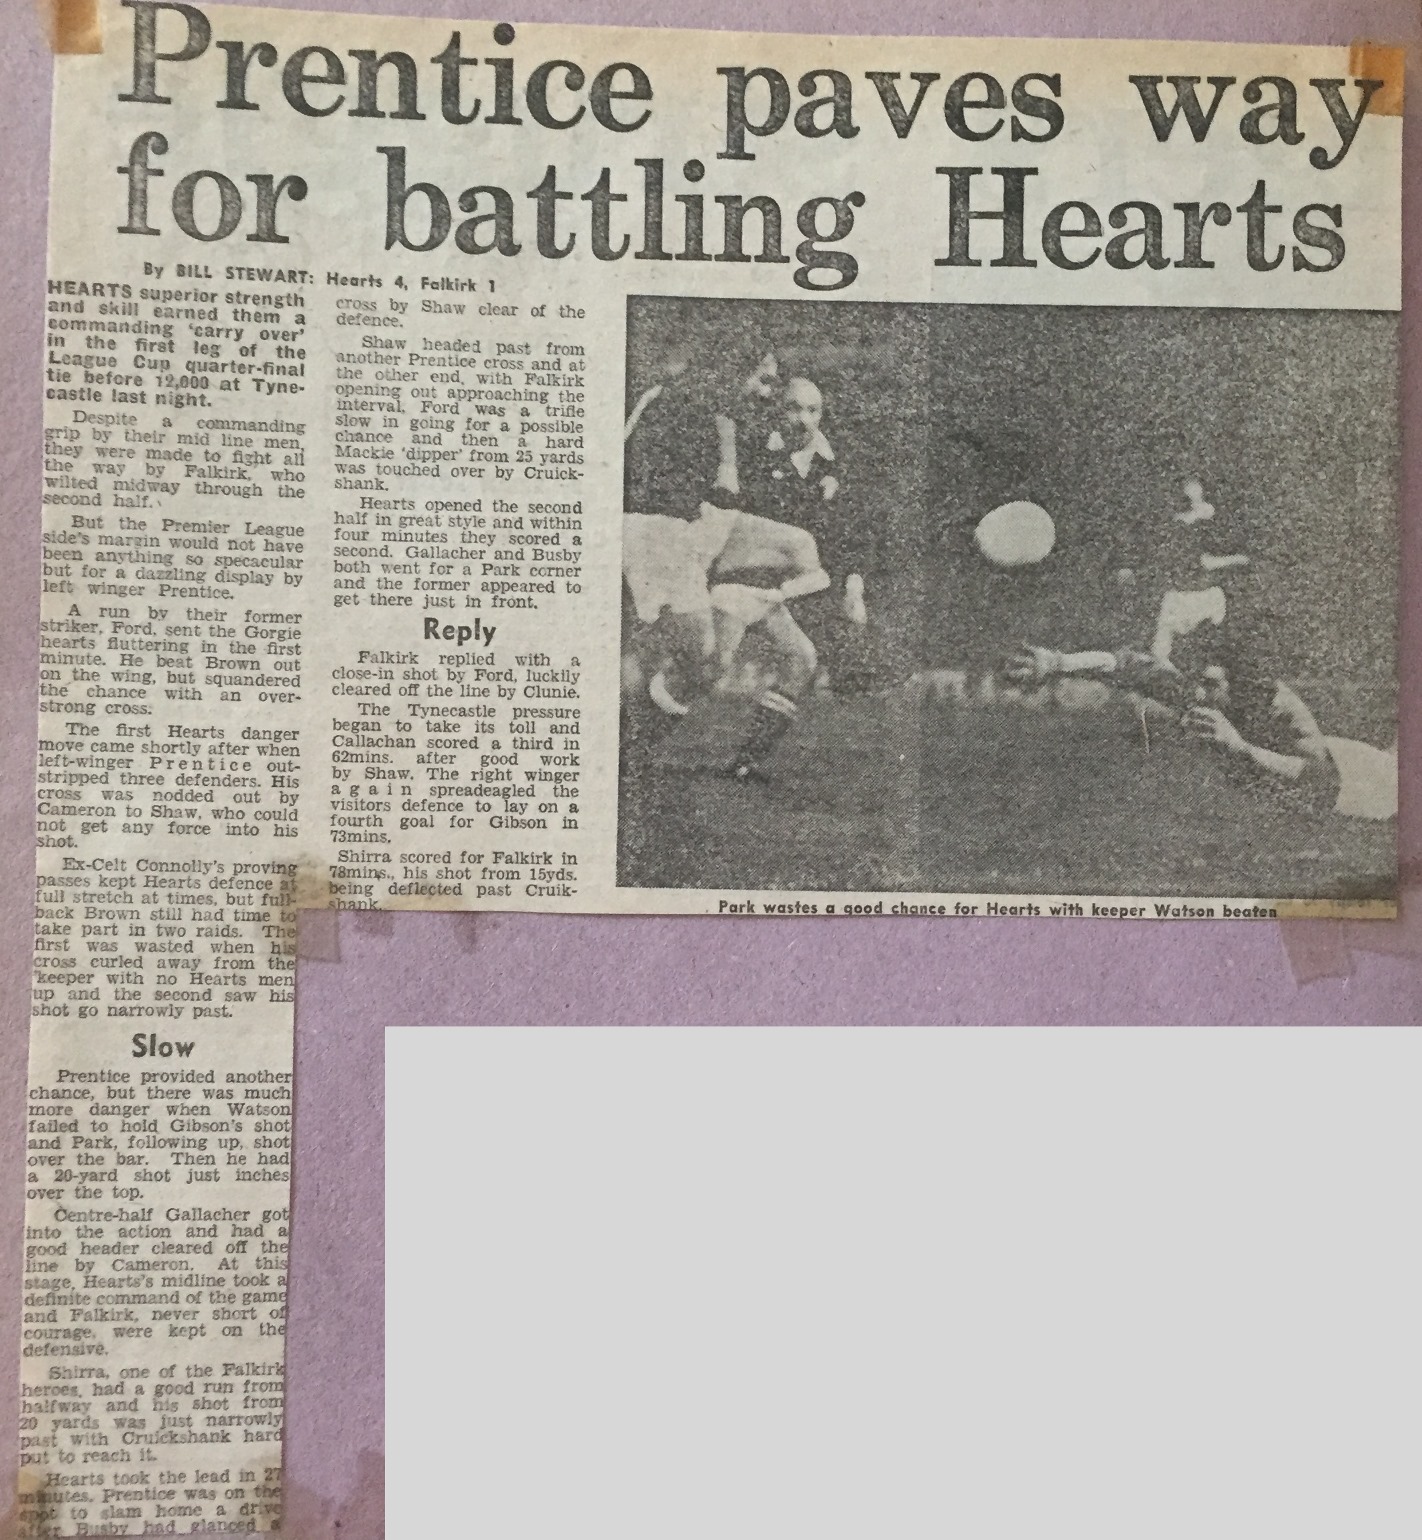 Prentice paves way
for battling Hearts
By BILL STEWART: Hearts 4, Falkirk 1
HEARTS superior strength
and skill earned them a
commanding ‘carry over’
in the first leg of the
League Cup quarter-final
tie before 12,000 at Tyne-
castle last night.
Despite a commanding
grip by their mid line men,
they were made to fight all
the way by Falkirk, who
wilted midway through the
second half.
But the Premier League
side's margin would not have
been anything so specacular
but for a dazzling display by
left winger Prentice.
A run by their former
striker, Ford, sent the Gorgie
hearts fluttering in the first
minute. He beat Brown out
on the wing, but squandered
the chance with an over-
strong cross.
The first Hearts danger
move came shortly after when
left-winger Prentice out-
stripped three defenders. His
cross was nodded out by
Cameron to Shaw, who could
not get any force into his
shot.
Ex-Celt Connolly's proving
passes kept Hearts defence at
full stretch at times, but full-
back Brown still had time to
take part in two raids. The
first was wasted when his
cross curled away from the
'keeper with no Hearts men
up and the second saw his
shot go narrowly past.
Slow
Prentice provided another
chance, but there was much
more danger when Watson
failed to hold Gibson's shot
and Park, following up, shot
over the bar. Then he had
a 20-yard shot just inches
over the top.
Centre-half Gallacher got
into the action and had a
good header cleared off the
line by Cameron. At this
stage, Hearts's midline took a
definite command of the game
and Falkirk, never short of
courage, were kept on the
defensive.
Shirra, one of the Falkirk
heroes, had a good run from
halfway and his shot from
20 yards was just narrowly
past with Cruickshank hard
put to reach it.
Hearts took the lead in 27
minutes. Prentice was on the
spot to slam home a drive
after Busby had glanced a
cross by Shaw clear of the
defence.
Shaw headed past from
another Prentice cross and at
the other end, with Falkirk
opening out approaching the
interval, Ford was a trifle
slow in going for a possible
chance and then a hard
Mackie 'dipper' from 25 yards
was touched over by Cruick-
shank.
Hearts opened the second
half in great style and within
four minutes they scored a
second. Gallacher and Busby
both went for a Park corner
and the former appeared to
get there just in front.
Reply
Falkirk replied with a
close-in shot by Ford, luckily
cleared off the line by Clunie.
The Tynecastle pressure
began to take its toll and
Callachan scored a third in
62mins. after good work
by Shaw. The right winger
again spreadeagled the
visitors defence to lay on a
fourth goal for Gibson in
73mins.
Shirra scored for Falkirk in
78mins., his shot from 15yds.
being deflected past Cruik-
shank.
Park wastes a good chance for Hearts with keeper Watson beaten